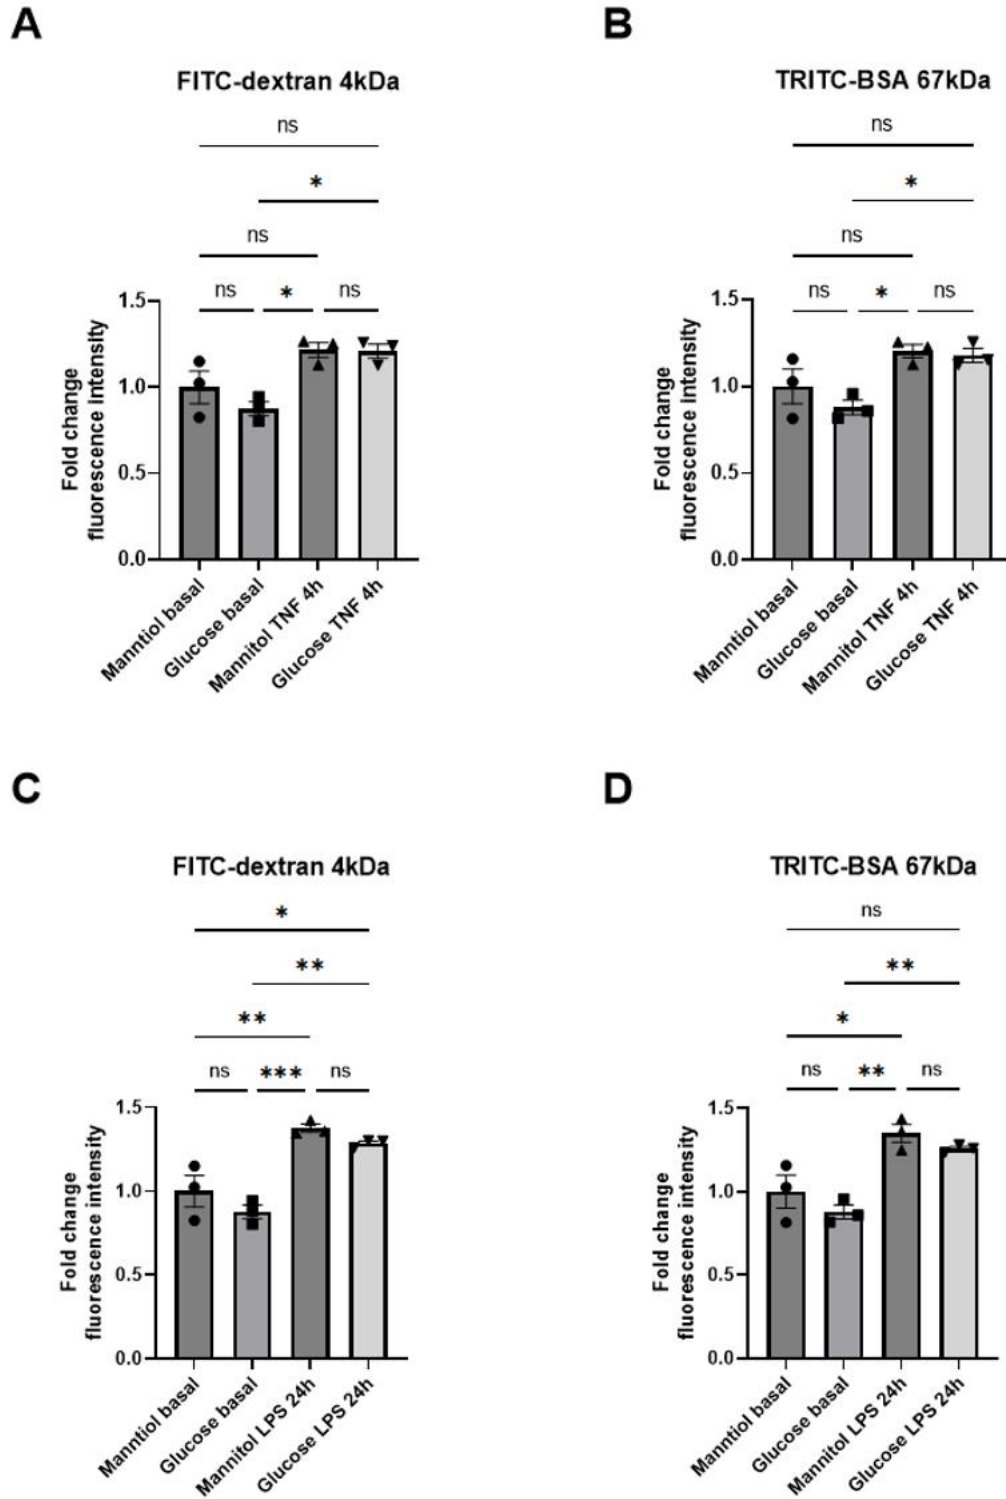 A
FITC-dextran 4kDa
ns
*
ns
ns * ns
Fold change
fluorescence intensity
1.5
1.0
0.5
0.0
Manntiol basal
Glucose basal
Mannitol TNF 4h
Glucose TNF 4h
B
TRITC-BSA 67kDa
ns
*
ns
ns * ns
Fold change
fluorescence intensity
1.5
1.0
0.5
0.0
Manntiol basal
Glucose basal
Mannitol TNF 4h
Glucose TNF 4h
C
FITC-dextran 4kDa
*
**
**
ns *** ns
Fold change
fluorescence intensity
1.5
1.0
0.5
0.0
Manntiol basal
Glucose basal
Mannitol LPS 24h
Glucose LPS 24h
D
TRITC-BSA 67kDa
ns
**
*
ns ** ns
Fold change
fluorescence intensity
1.5
1.0
0.5
0.0
Manntiol basal
Glucose basal
Mannitol LPS 24h
Glucose LPS 24h